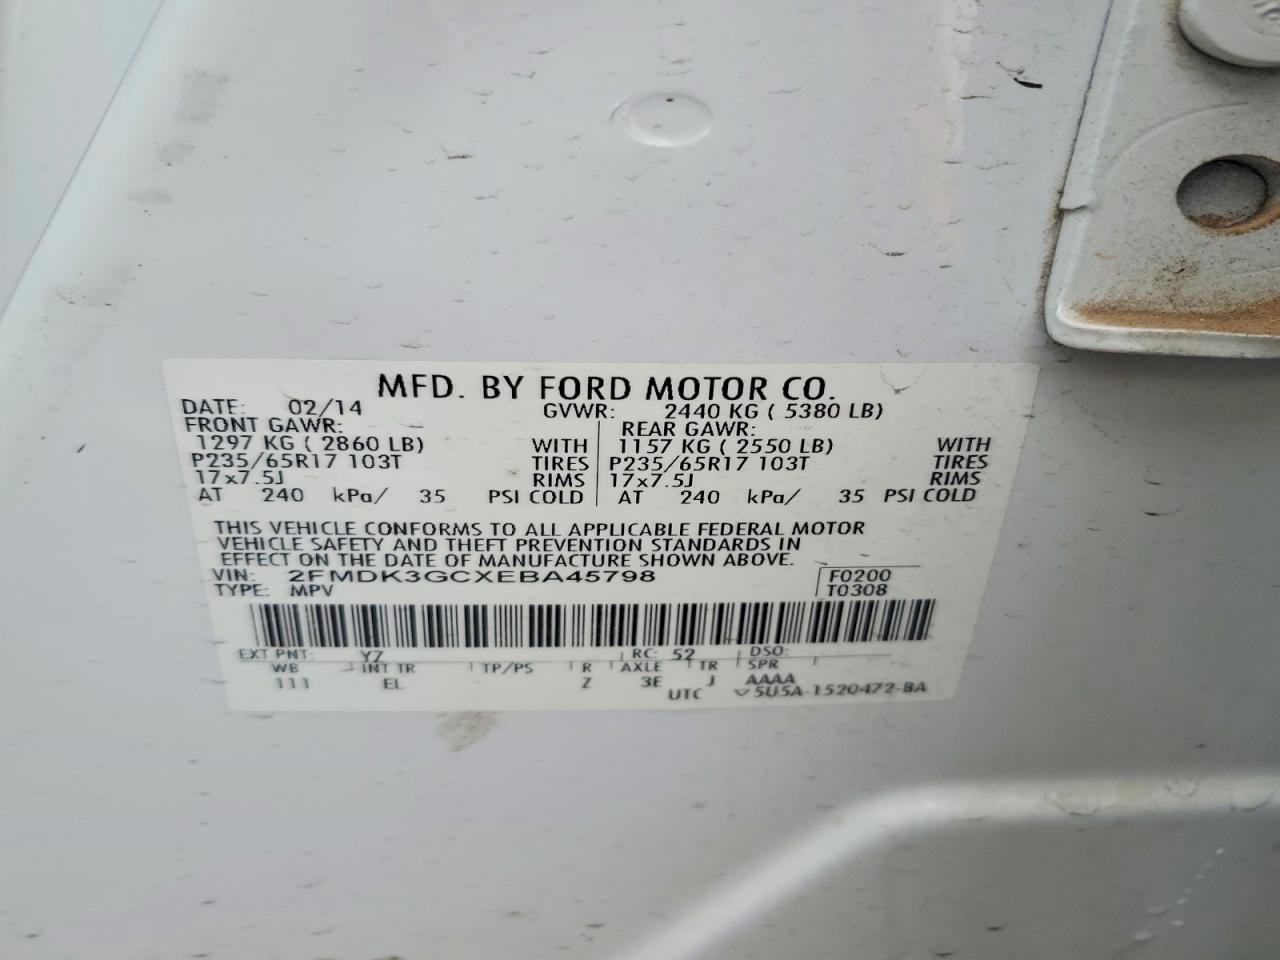 MFD. BY FORD MOTOR CO.
DATE: 02/14 GVWR: 2440 KG ( 5380 LB)
FRONT GAWR: REAR GAWR:
1297 KG ( 2860 LB) WITH 1157 KG ( 2550 LB) WITH
P235/65R17 103T TIRES P235/65R17 103T TIRES
17x7.5J RIMS 17x7.5J RIMS
AT 240 kPa/ 35 PSI COLD AT 240 kPa/ 35 PSI COLD
THIS VEHICLE CONFORMS TO ALL APPLICABLE FEDERAL MOTOR
VEHICLE SAFETY AND THEFT PREVENTION STANDARDS IN
EFFECT ON THE DATE OF MANUFACTURE SHOWN ABOVE.
VIN: 2FMDK3GCXEBA45798 F0200
TYPE: MPV T0308
EXT PNT: Y7 RC: 52 DSO:
WB INT TR TP/PS R AXLE TR SPR
111 EL Z 3E J AAAA
UTC ▽5U5A-1520472-BA